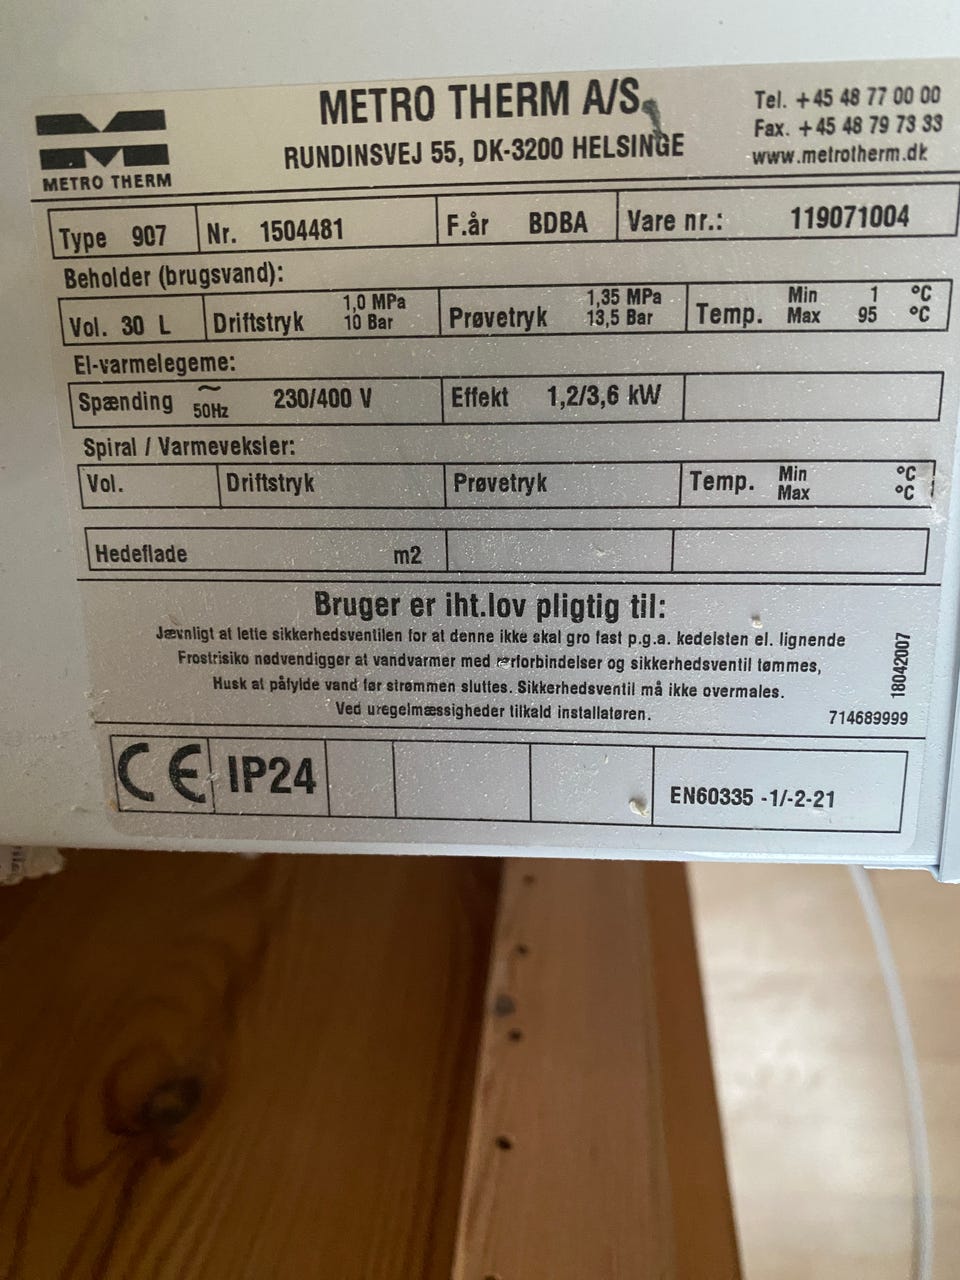 METRO THERM
METRO THERM A/S
RUNDINSVEJ 55, DK-3200 HELSINGE
Tel. +45 48 77 00 00
Fax. +45 48 79 73 33
www.metrotherm.dk
Type 907 Nr. 1504481 F.år BDBA Vare nr.: 119071004
Beholder (brugsvand):
Vol. 30 L Driftstryk 1,0 MPa 10 Bar Prøvetryk 1,35 MPa 13,5 Bar Temp. Min 1 °C Max 95 °C
El-varmelegeme:
Spænding ~ 50Hz 230/400 V Effekt 1,2/3,6 kW
Spiral / Varmeveksler:
Vol. Driftstryk Prøvetryk Temp. Min °C Max °C
Hedeflade m2
Bruger er iht.lov pligtig til:
Jævnligt at lette sikkerhedsventilen for at denne ikke skal gro fast p.g.a. kedelsten el. lignende
Frostrisiko nødvendiggør at vandvarmer med rørforbindelser og sikkerhedsventil tømmes,
Husk at påfylde vand før strømmen sluttes. Sikkerhedsventil må ikke overmales.
Ved uregelmæssigheder tilkald installatøren.
18042007
714689999
CE IP24 EN60335 -1/-2-21